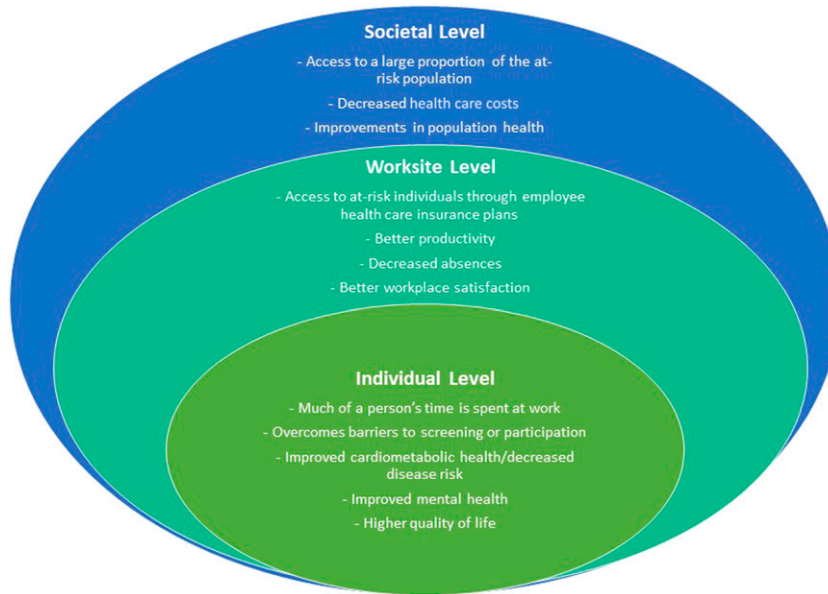 Societal Level
- Access to a large proportion of the at-
risk population
- Decreased health care costs
- Improvements in population health
Worksite Level
- Access to at-risk individuals through employee
health care insurance plans
- Better productivity
- Decreased absences
- Better workplace satisfaction
Individual Level
- Much of a person's time is spent at work
- Overcomes barriers to screening or participation
- Improved cardiometabolic health/decreased
disease risk
- Improved mental health
- Higher quality of life